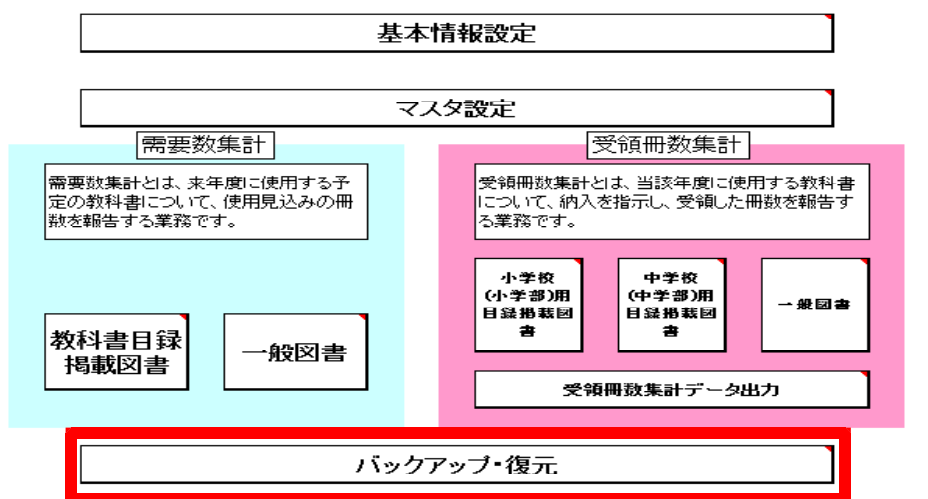 基本情報設定
マスタ設定
需要数集計
需要数集計とは、来年度に使用する予
定の教科書について、使用見込みの冊
数を報告する業務です。
教科書目録
掲載図書
一般図書
受領冊数集計
受領冊数集計とは、当該年度に使用する教科書
について、納入を指示し、受領した冊数を報告す
る業務です。
小学校
(小学部)用
目録掲載図
書
中学校
(中学部)用
目録掲載図
書
一般図書
受領冊数集計データ出力
バックアップ・復元